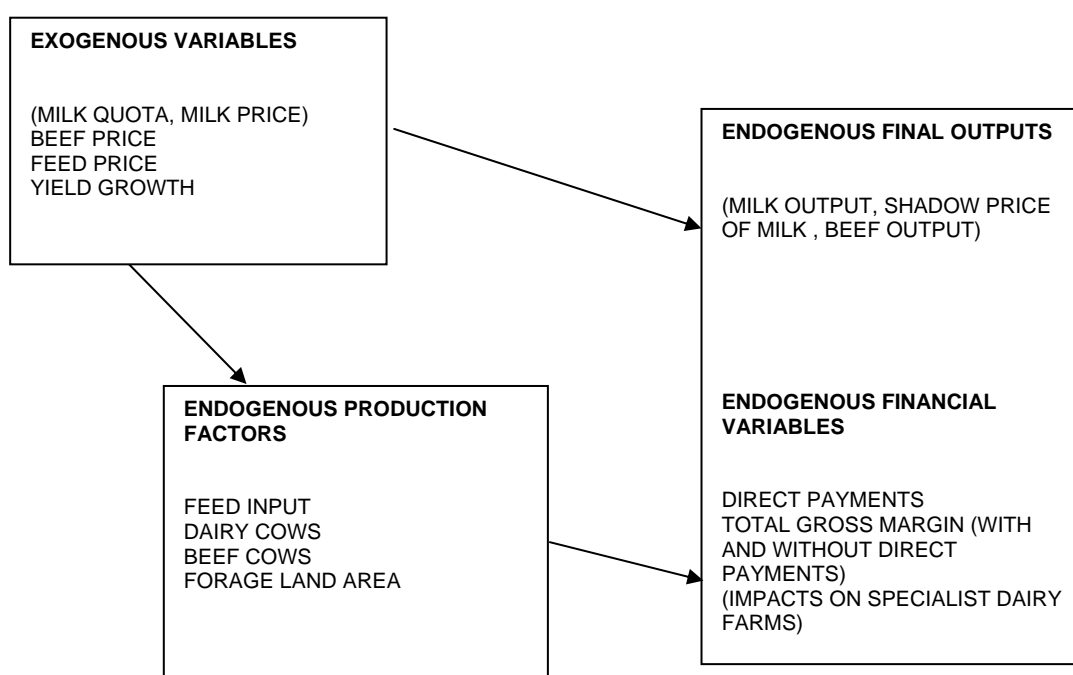 EXOGENOUS VARIABLES
(MILK QUOTA, MILK PRICE)
BEEF PRICE
FEED PRICE
YIELD GROWTH
ENDOGENOUS FINAL OUTPUTS
(MILK OUTPUT, SHADOW PRICE
OF MILK , BEEF OUTPUT)
ENDOGENOUS PRODUCTION
FACTORS
FEED INPUT
DAIRY COWS
BEEF COWS
FORAGE LAND AREA
ENDOGENOUS FINANCIAL
VARIABLES
DIRECT PAYMENTS
TOTAL GROSS MARGIN (WITH
AND WITHOUT DIRECT
PAYMENTS)
(IMPACTS ON SPECIALIST DAIRY
FARMS)